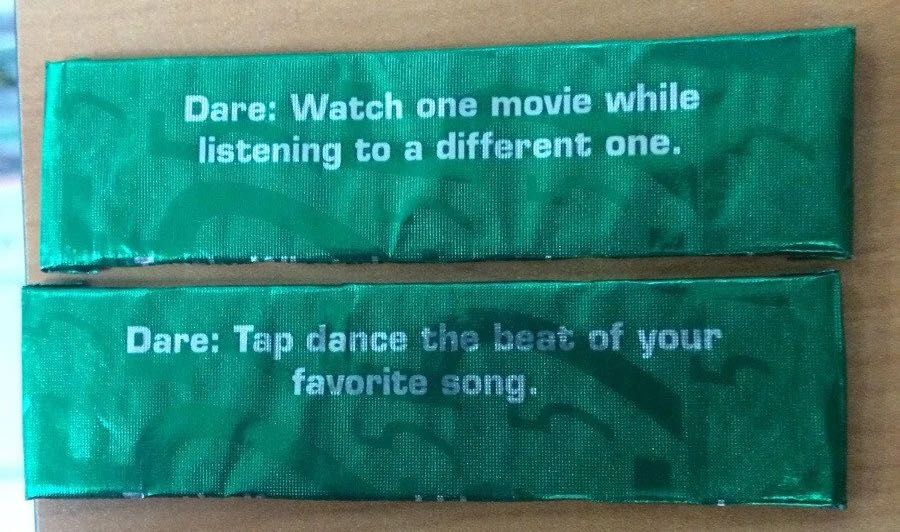 Dare: Watch one movie while
listening to a different one.
Dare: Tap dance the beat of your
favorite song.